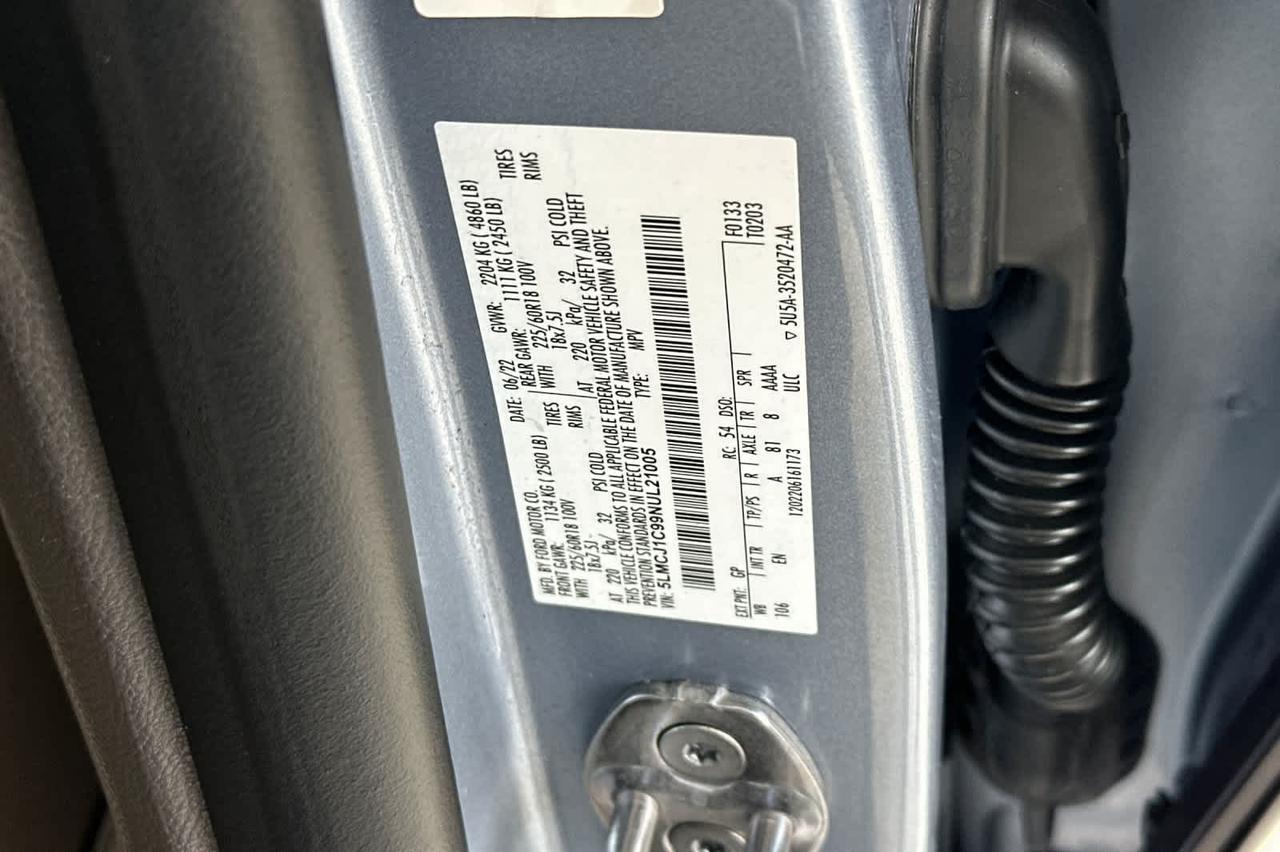 MFD. BY FORD MOTOR CO.
DATE: 06/22 GVWR: 2204 KG ( 4860 LB)
FRONT GAWR: 1134 KG ( 2500 LB) REAR GAWR: 1111 KG ( 2450 LB)
WITH 225/60R18 100V TIRES WITH 225/60R18 100V TIRES
18x7.5J RIMS 18x7.5J RIMS
AT 220 kPa/ 32 PSI COLD AT 220 kPa/ 32 PSI COLD
THIS VEHICLE CONFORMS TO ALL APPLICABLE FEDERAL MOTOR VEHICLE SAFETY AND THEFT
PREVENTION STANDARDS IN EFFECT ON THE DATE OF MANUFACTURE SHOWN ABOVE.
VIN: 5LMCJ1C99NUL21005 TYPE: MPV
F0133
T0203
EXT PNT: GP RC: 54 DSO:
WB INT TR TP/PS R AXLE TR SPR
106 EN A 81 8 AAAA
1202206161173 ULC
▽ 5U5A-3520472-AA